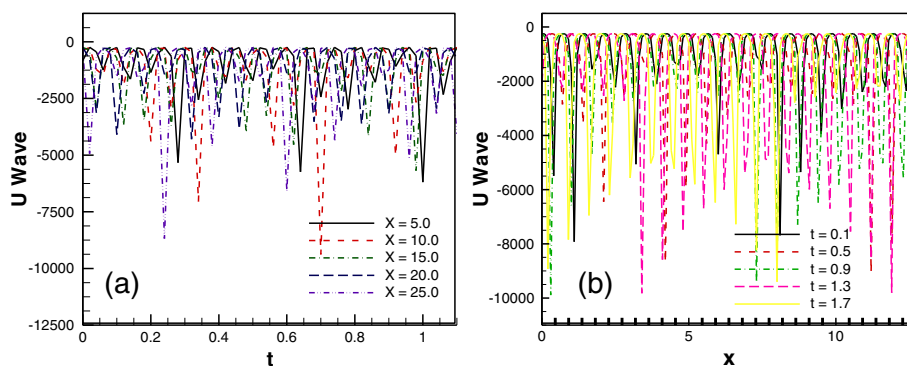 0
-2500
-5000
-7500
-10000
-12500
U Wave
0
0.2
0.4
0.6
0.8
1
t
(a)
X = 5.0
X = 10.0
X = 15.0
X = 20.0
X = 25.0
0
-2000
-4000
-6000
-8000
-10000
U Wave
0
5
10
x
(b)
t = 0.1
t = 0.5
t = 0.9
t = 1.3
t = 1.7